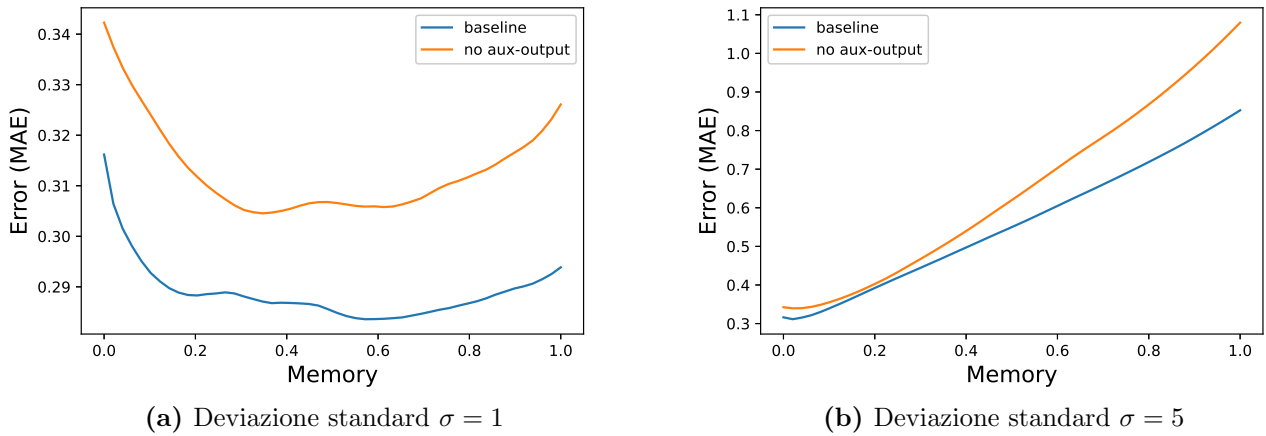 baseline
no aux-output
0.34
0.33
0.32
0.31
0.30
0.29
Error (MAE)
0.0 0.2 0.4 0.6 0.8 1.0
Memory
(a) Deviazione standard σ = 1
baseline
no aux-output
1.1
1.0
0.9
0.8
0.7
0.6
0.5
0.4
0.3
Error (MAE)
0.0 0.2 0.4 0.6 0.8 1.0
Memory
(b) Deviazione standard σ = 5